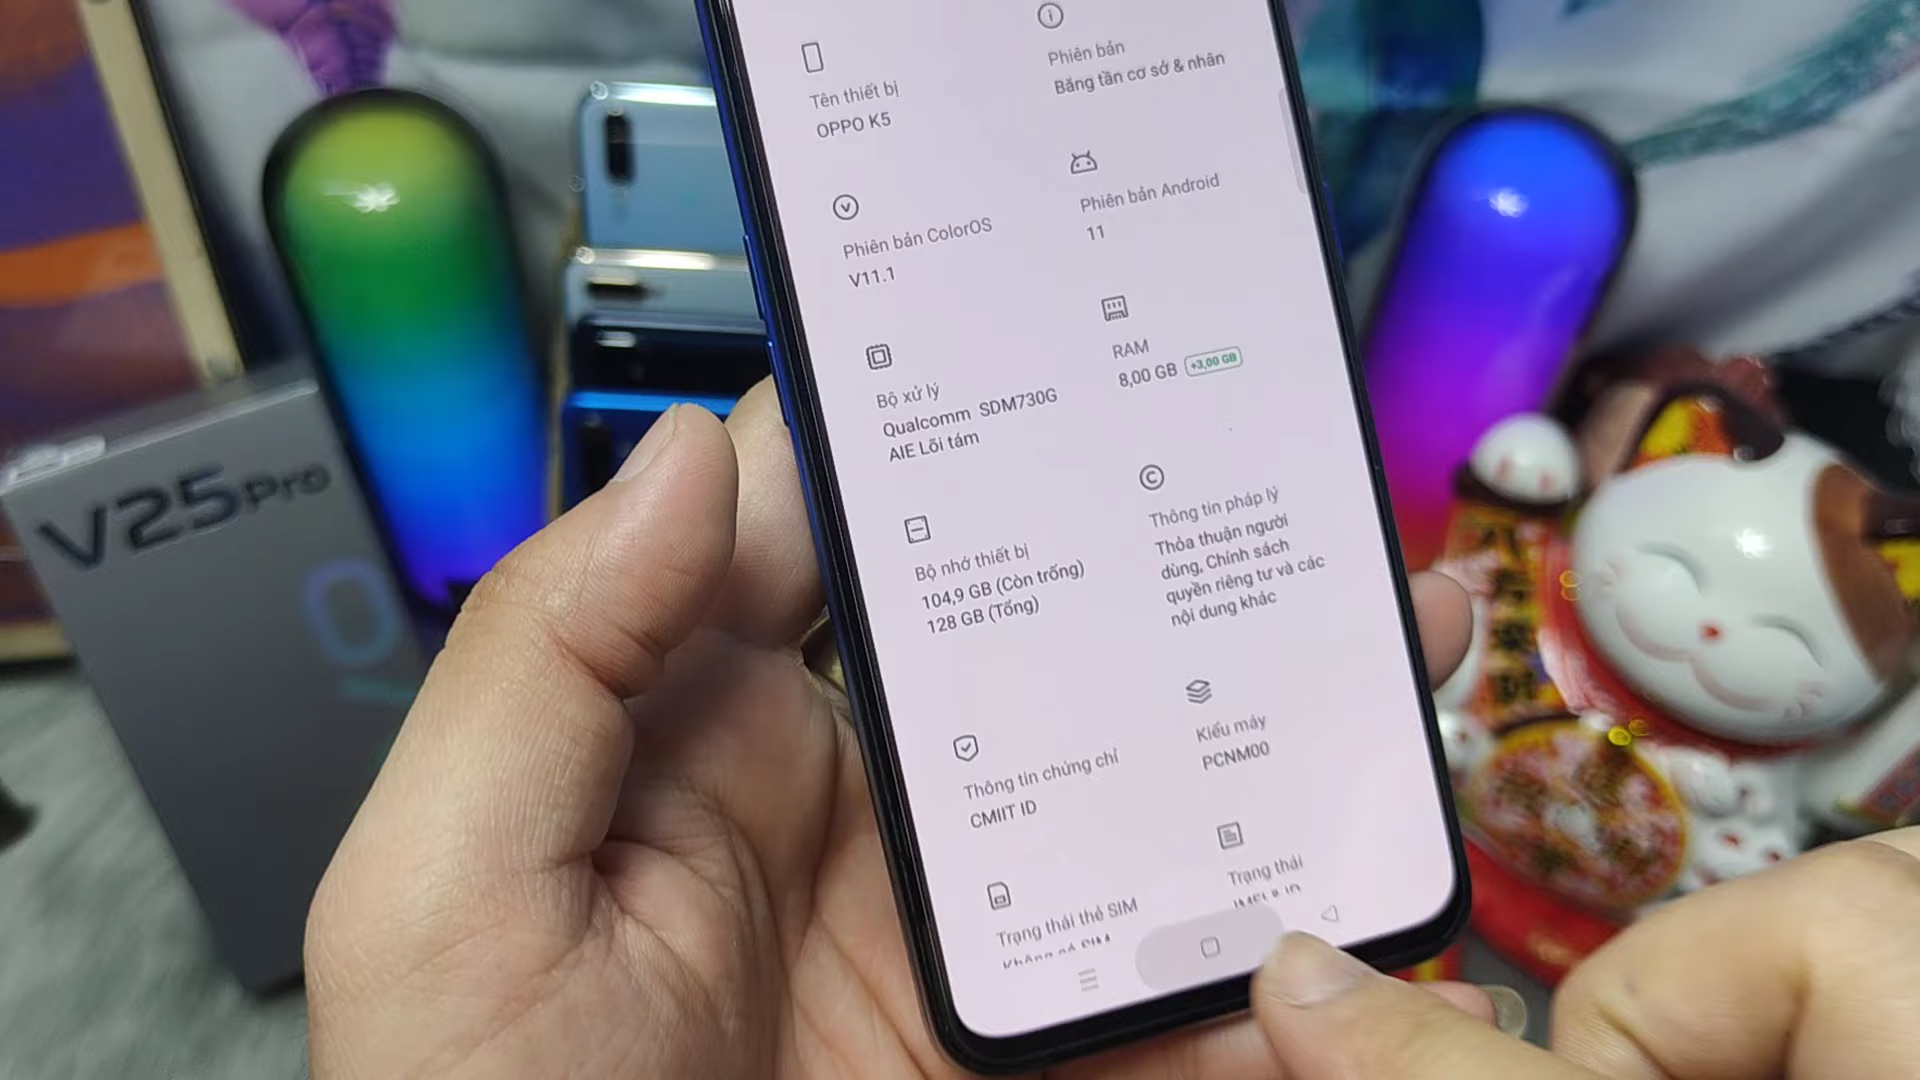 Tên thiết bị
OPPO K5
Phiên bản
Băng tần cơ sở & nhân
Phiên bản ColorOS
V11.1
Phiên bản Android
11
Bộ xử lý
Qualcomm SDM730G
AIE Lõi tám
RAM
8,00 GB +3,00 GB
Bộ nhớ thiết bị
104,9 GB (Còn trống)
128 GB (Tổng)
Thông tin pháp lý
Thỏa thuận người
dùng, Chính sách
quyền riêng tư và các
nội dung khác
Thông tin chứng chỉ
CMIIT ID
Kiểu máy
PCNM00
Trạng thái thẻ SIM
Trạng thái
V25 Pro